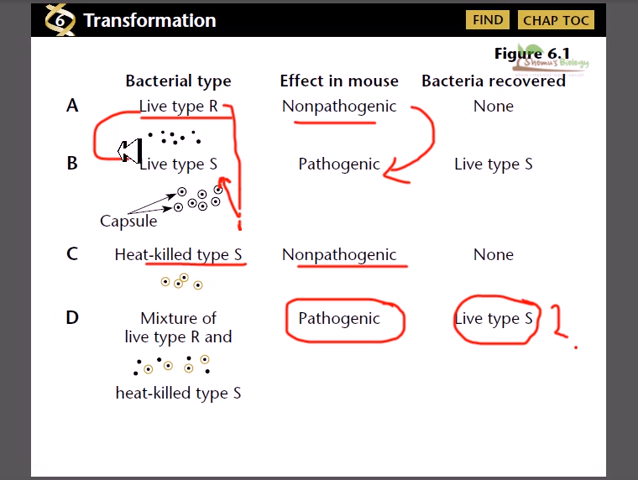 6 Transformation
FIND
CHAP TOC
Figure 6.1
Shomu's Biology
Bacterial type Effect in mouse Bacteria recovered
A Live type R Nonpathogenic None
B Live type S Pathogenic Live type S
Capsule
C Heat-killed type S Nonpathogenic None
D Mixture of Pathogenic Live type S
live type R and
heat-killed type S